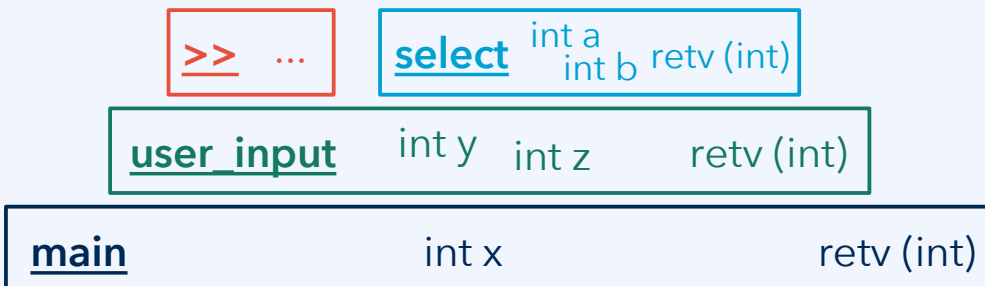 >> ...
select int a int b retv (int)
user_input int y int z retv (int)
main int x retv (int)